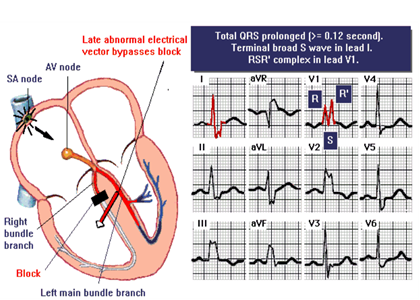 Late abnormal electrical
vector bypasses block
AV node
SA node
Right
bundle
branch
Block
Left main bundle branch
Total QRS prolonged (>= 0.12 second).
Terminal broad S wave in lead I.
RSR' complex in lead V1.
I
aVR
V1
V4
R
R'
S
II
aVL
V2
V5
III
aVF
V3
V6